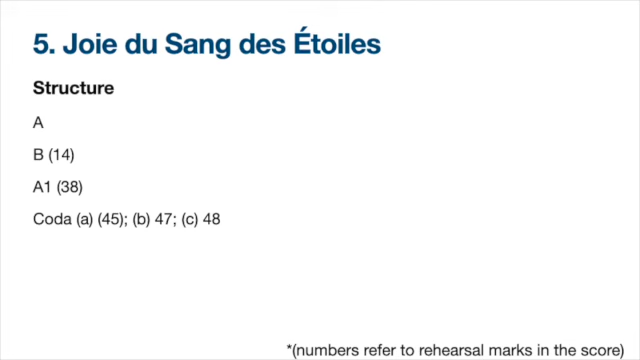 5. Joie du Sang des Étoiles
Structure
A
B (14)
A1 (38)
Coda (a) (45); (b) 47; (c) 48
*(numbers refer to rehearsal marks in the score)